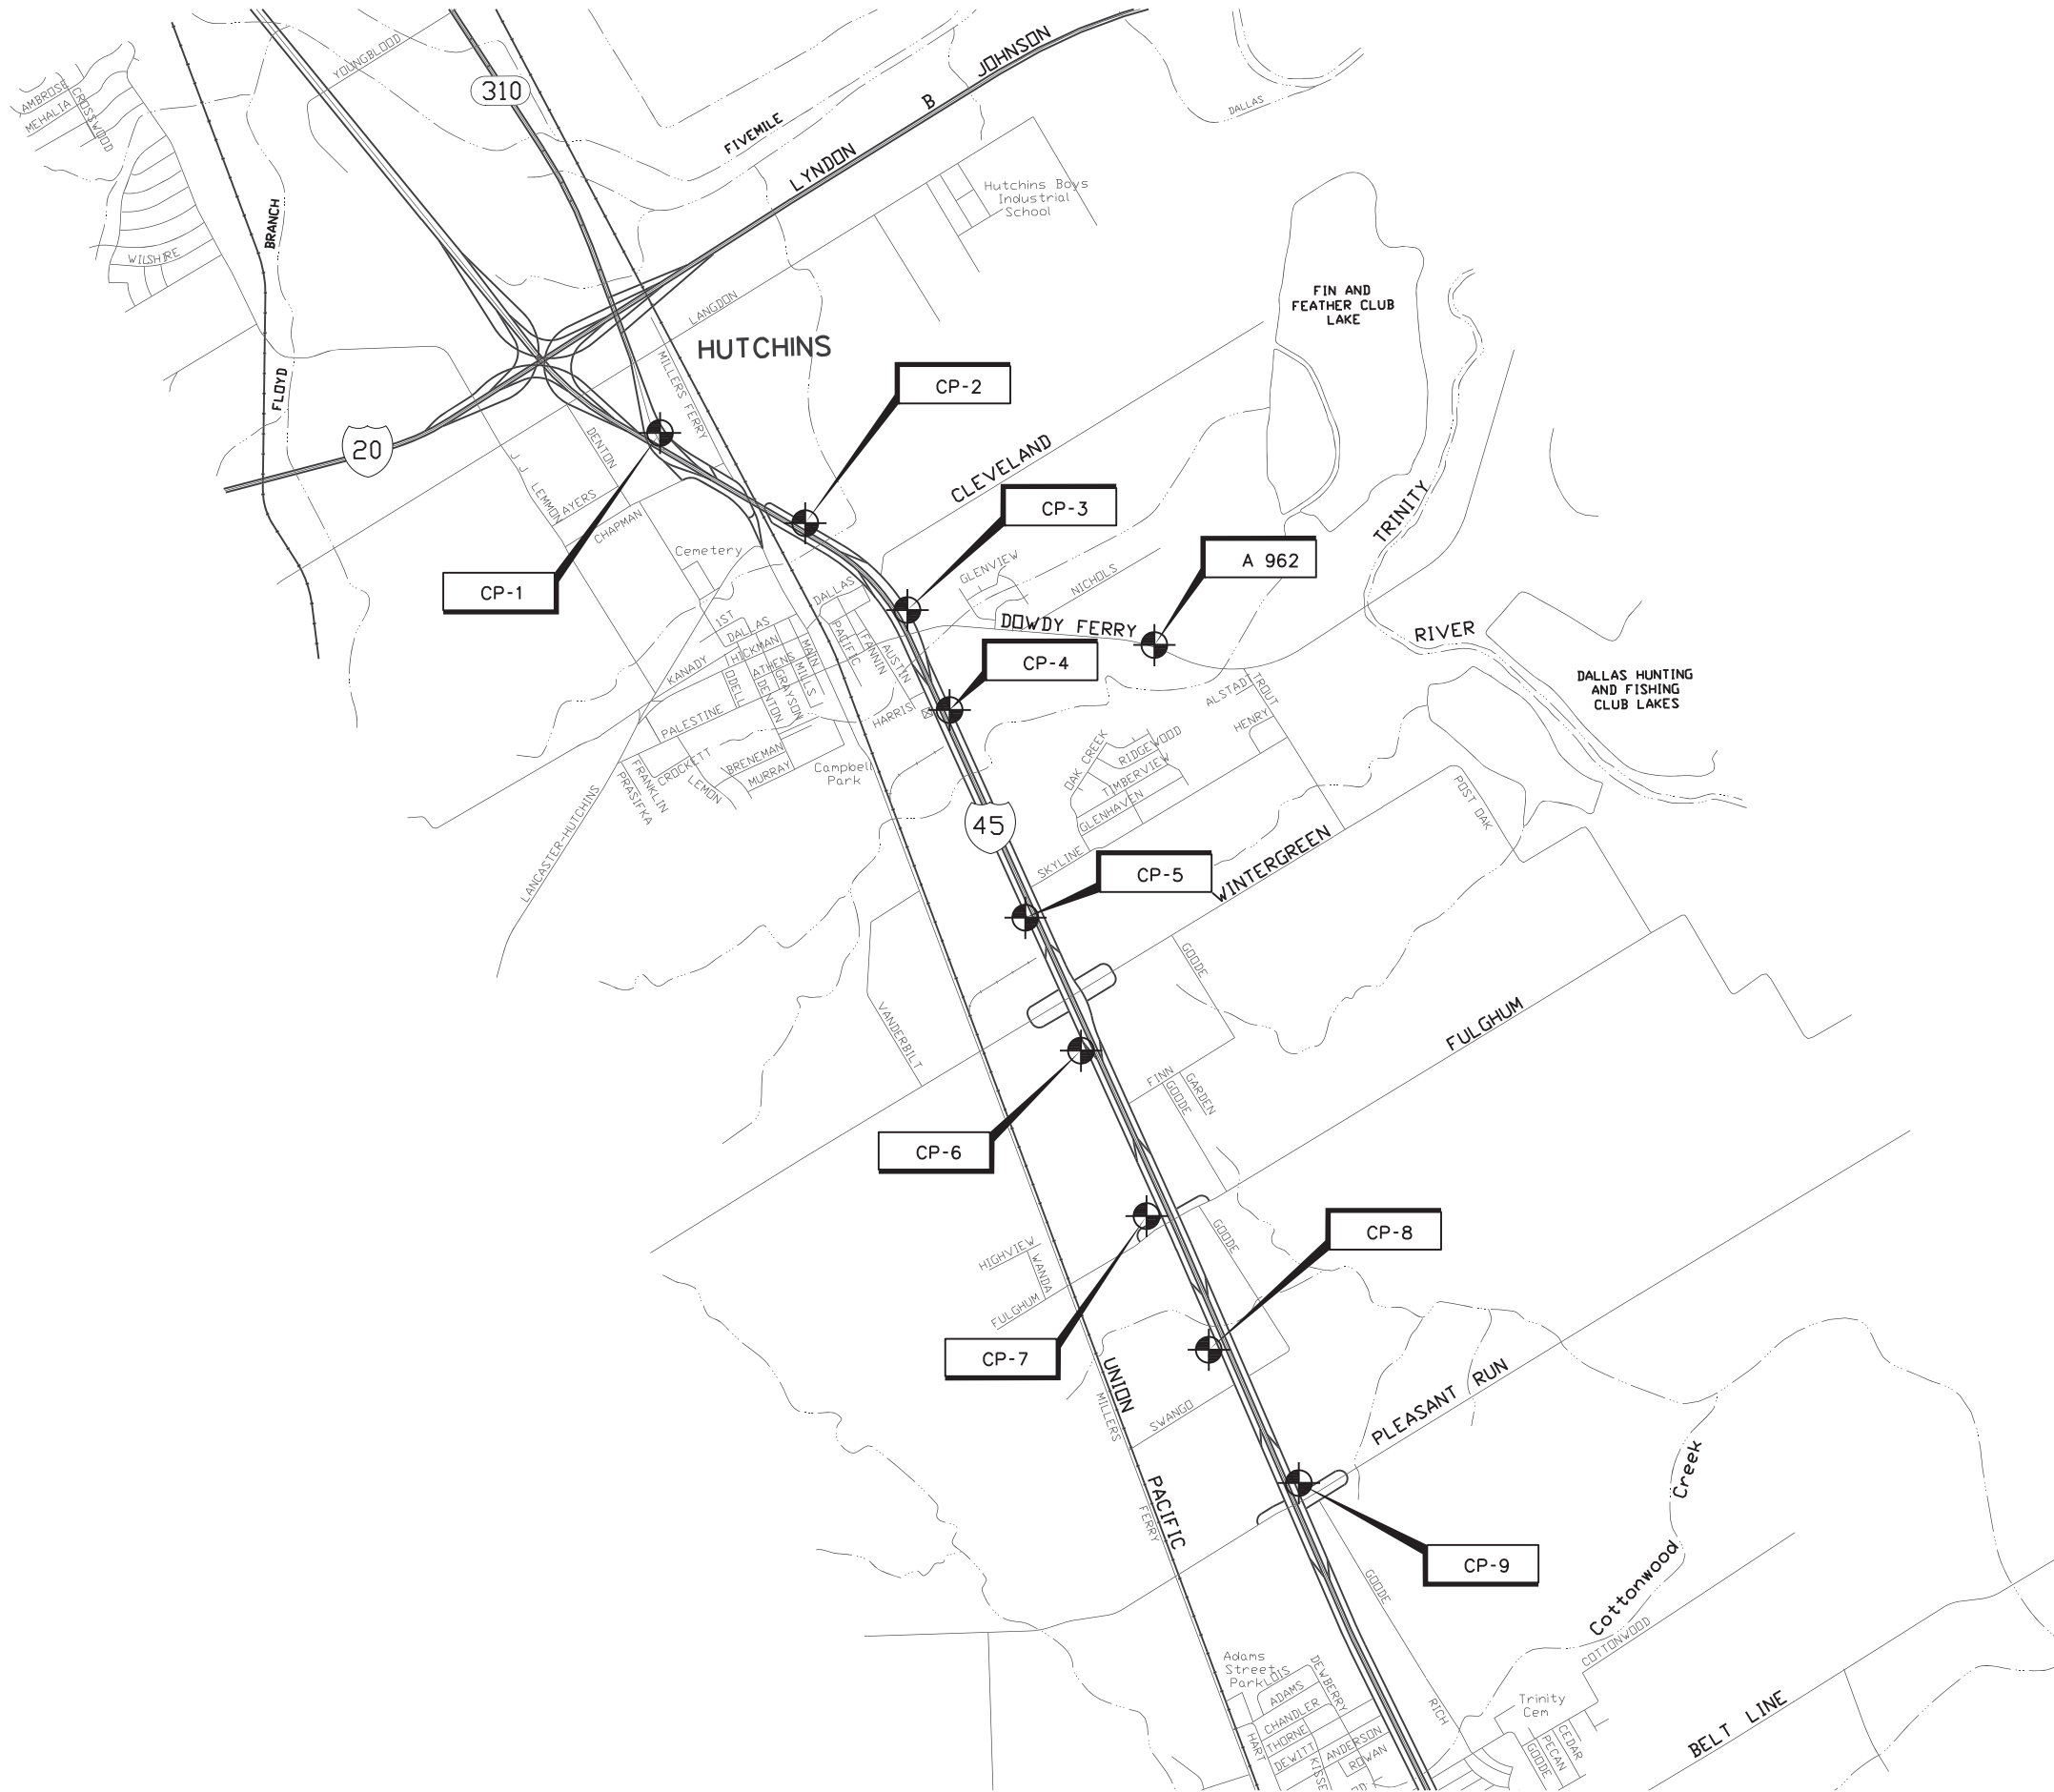 AMBROSE
MEHALIA
CROSSWOOD
YOUNGBLOOD
310
FIVEMILE
LYNDON
B
JOHNSON
DALLAS
Hutchins Boys
Industrial
School
BRANCH
WILSHIRE
FLOYD
20
LANGDON
HUTCHINS
MILLERS FERRY
FIN AND
FEATHER CLUB
LAKE
CP-2
CLEVELAND
CP-3
TRINITY
DENTON
J J
LEMMON
AYERS
CHAPMAN
Cemetery
CP-1
A 962
GLENVIEW
NICHOLS
DOWDY FERRY
RIVER
CP-4
DALLAS HUNTING
AND FISHING
CLUB LAKES
1ST
DALLAS
HICKMAN
ATHENS
MAIN
MILLS
GRAYSON
DENTON
ODELL
KANADY
PALESTINE
DALLAS
PACIFIC
FANNIN
AUSTIN
HARRIS
CROCKETT
BRENEMAN
MURRAY
LEMON
FRANKLIN
PRASIFKA
Campbell
Park
LANCASTER-HUTCHINS
ALSTADT
TROUT
HENRY
OAK CREEK
RIDGEWOOD
TIMBERVIEW
GLENHAVEN
SKYLINE
45
POST OAK
CP-5
WINTERGREEN
GOODE
VANDERBILT
FULGHUM
FINN
GOODE
GARDEN
CP-6
GOODE
HIGHVIEW
WANDA
FULGHUM
CP-8
CP-7
UNION
MILLERS
SWANGO
PLEASANT RUN
PACIFIC
FERRY
CP-9
Creek
Cottonwood
GOODE
COTTONWOOD
Adams
Street
Park
LOIS
ADAMS
DEWBERRY
CHANDLER
THORNE
DEWITT
HART
ANDERSON
ROWAN
RICH
Trinity
Cem
CEDAR
PECAN
GOODE
BELT LINE